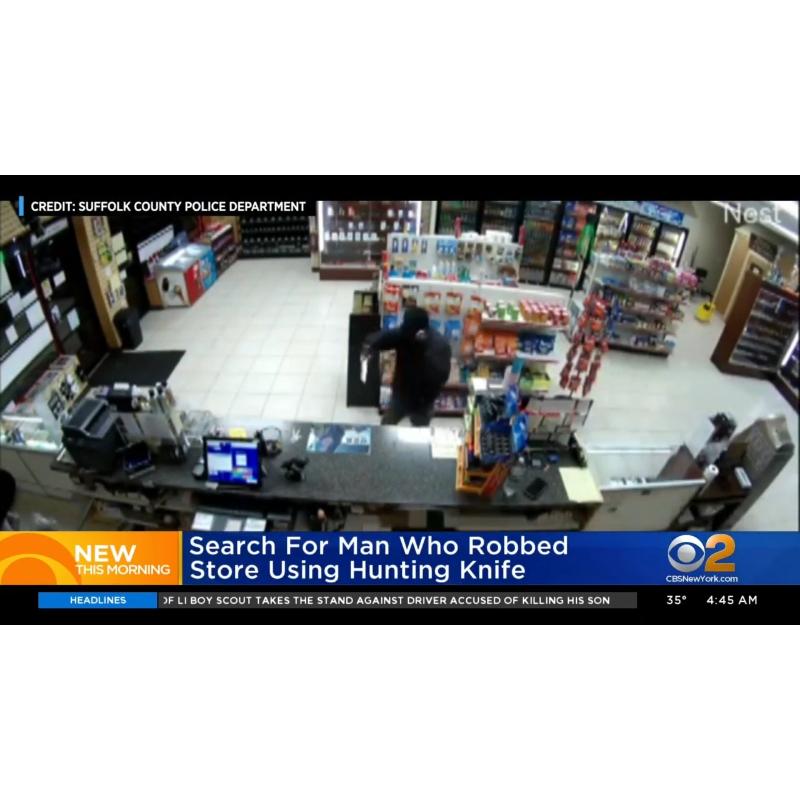 CREDIT: SUFFOLK COUNTY POLICE DEPARTMENT
Nest
NEW
THIS MORNING
Search For Man Who Robbed
Store Using Hunting Knife
2
CBSNewYork.com
HEADLINES
OF LI BOY SCOUT TAKES THE STAND AGAINST DRIVER ACCUSED OF KILLING HIS SON
35° 4:45 AM